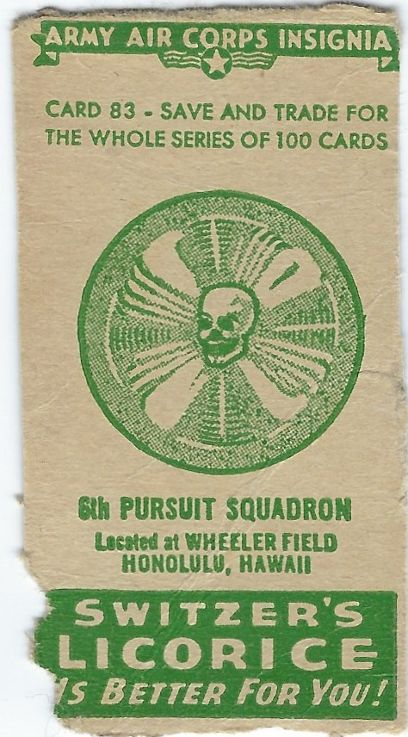 ARMY AIR CORPS INSIGNIA
CARD 83 - SAVE AND TRADE FOR
THE WHOLE SERIES OF 100 CARDS
6th PURSUIT SQUADRON
Located at WHEELER FIELD
HONOLULU, HAWAII
SWITZER'S
LICORICE
IS BETTER FOR YOU!